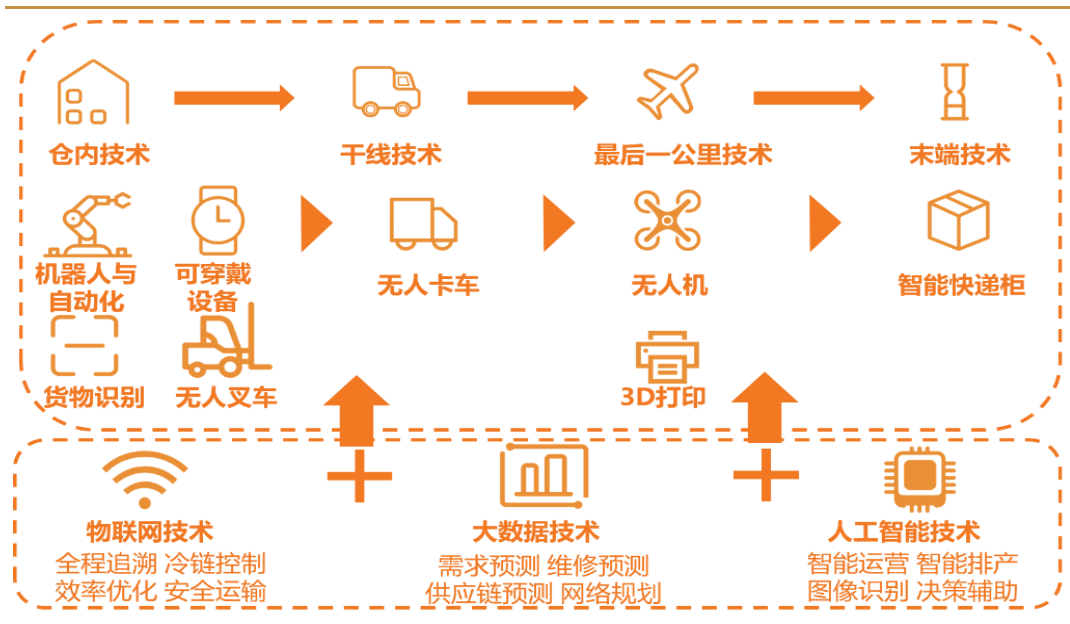 仓内技术
干线技术
最后一公里技术
末端技术
机器人与
自动化
可穿戴
设备
无人卡车
无人机
智能快递柜
货物识别
无人叉车
3D打印
物联网技术
全程追溯 冷链控制
效率优化 安全运输
大数据技术
需求预测 维修预测
供应链预测 网络规划
人工智能技术
智能运营 智能排产
图像识别 决策辅助